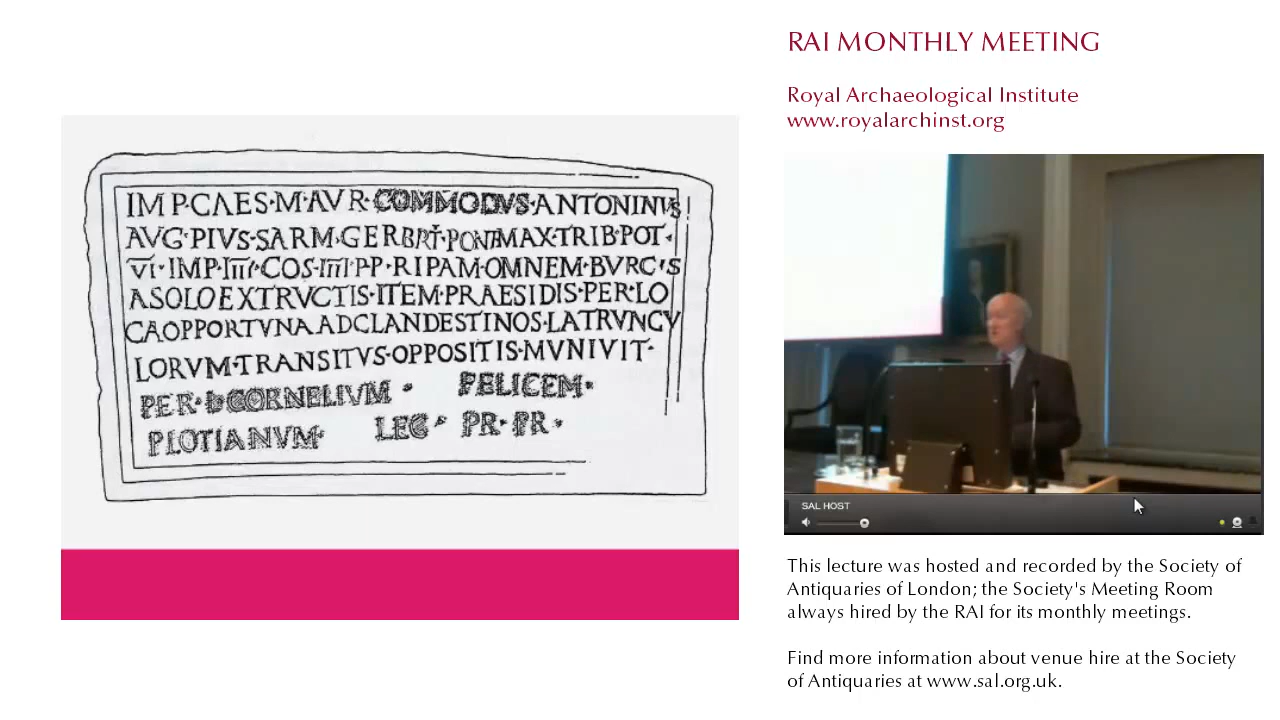 IMP·CAES·M·AVR·COMMODVS·ANTONINVS
AVG·PIVS·SARM·GER·BRIT·PONT·MAX·TRIB·POT·
VI·IMP·IIII·COS·IIII·P·P·RIPAM·OMNEM·BVRGIS
A SOLO EXTRVCTIS·ITEM·PRAESIDIS·PER·LO
CA OPPORTVNA AD CLANDESTINOS·LATRVNCV
LORVM·TRANSITVS·OPPOSITIS·MVNIVIT·
PER·L·CORNELIVM· FELICEM·
PLOTIANVM· LEG· PR·PR·
RAI MONTHLY MEETING
Royal Archaeological Institute
www.royalarchinst.org
SAL HOST
This lecture was hosted and recorded by the Society of
Antiquaries of London; the Society's Meeting Room
always hired by the RAI for its monthly meetings.
Find more information about venue hire at the Society
of Antiquaries at www.sal.org.uk.